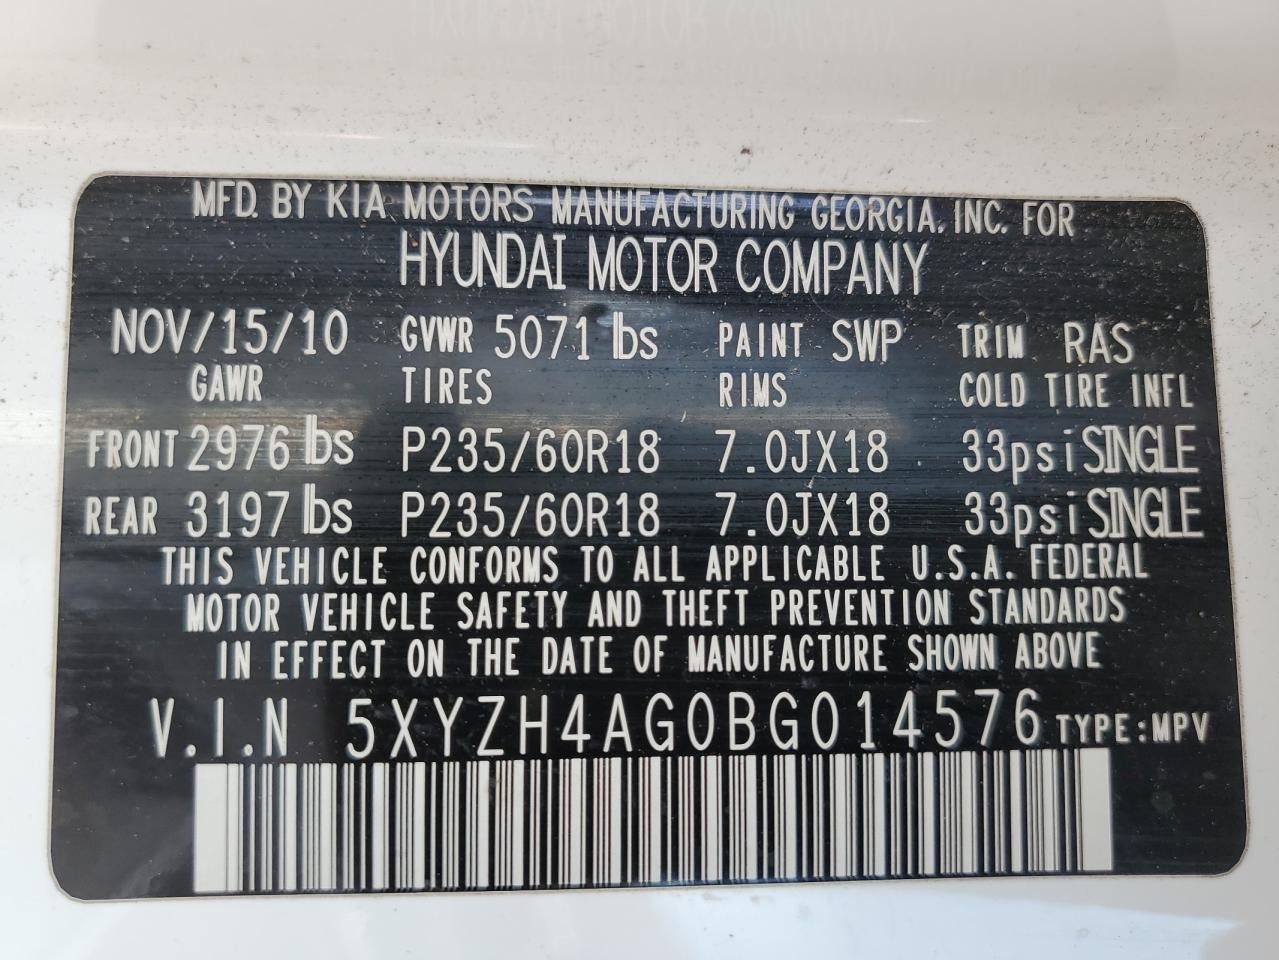 MFD. BY KIA MOTORS MANUFACTURING GEORGIA, INC. FOR
HYUNDAI MOTOR COMPANY
NOV/15/10 GVWR 5071 lbs PAINT SWP TRIM RAS
GAWR TIRES RIMS COLD TIRE INFL
FRONT 2976 lbs P235/60R18 7.0JX18 33psi SINGLE
REAR 3197 lbs P235/60R18 7.0JX18 33psi SINGLE
THIS VEHICLE CONFORMS TO ALL APPLICABLE U.S.A. FEDERAL
MOTOR VEHICLE SAFETY AND THEFT PREVENTION STANDARDS
IN EFFECT ON THE DATE OF MANUFACTURE SHOWN ABOVE
V.I.N 5XYZH4AG0BG014576 TYPE:MPV